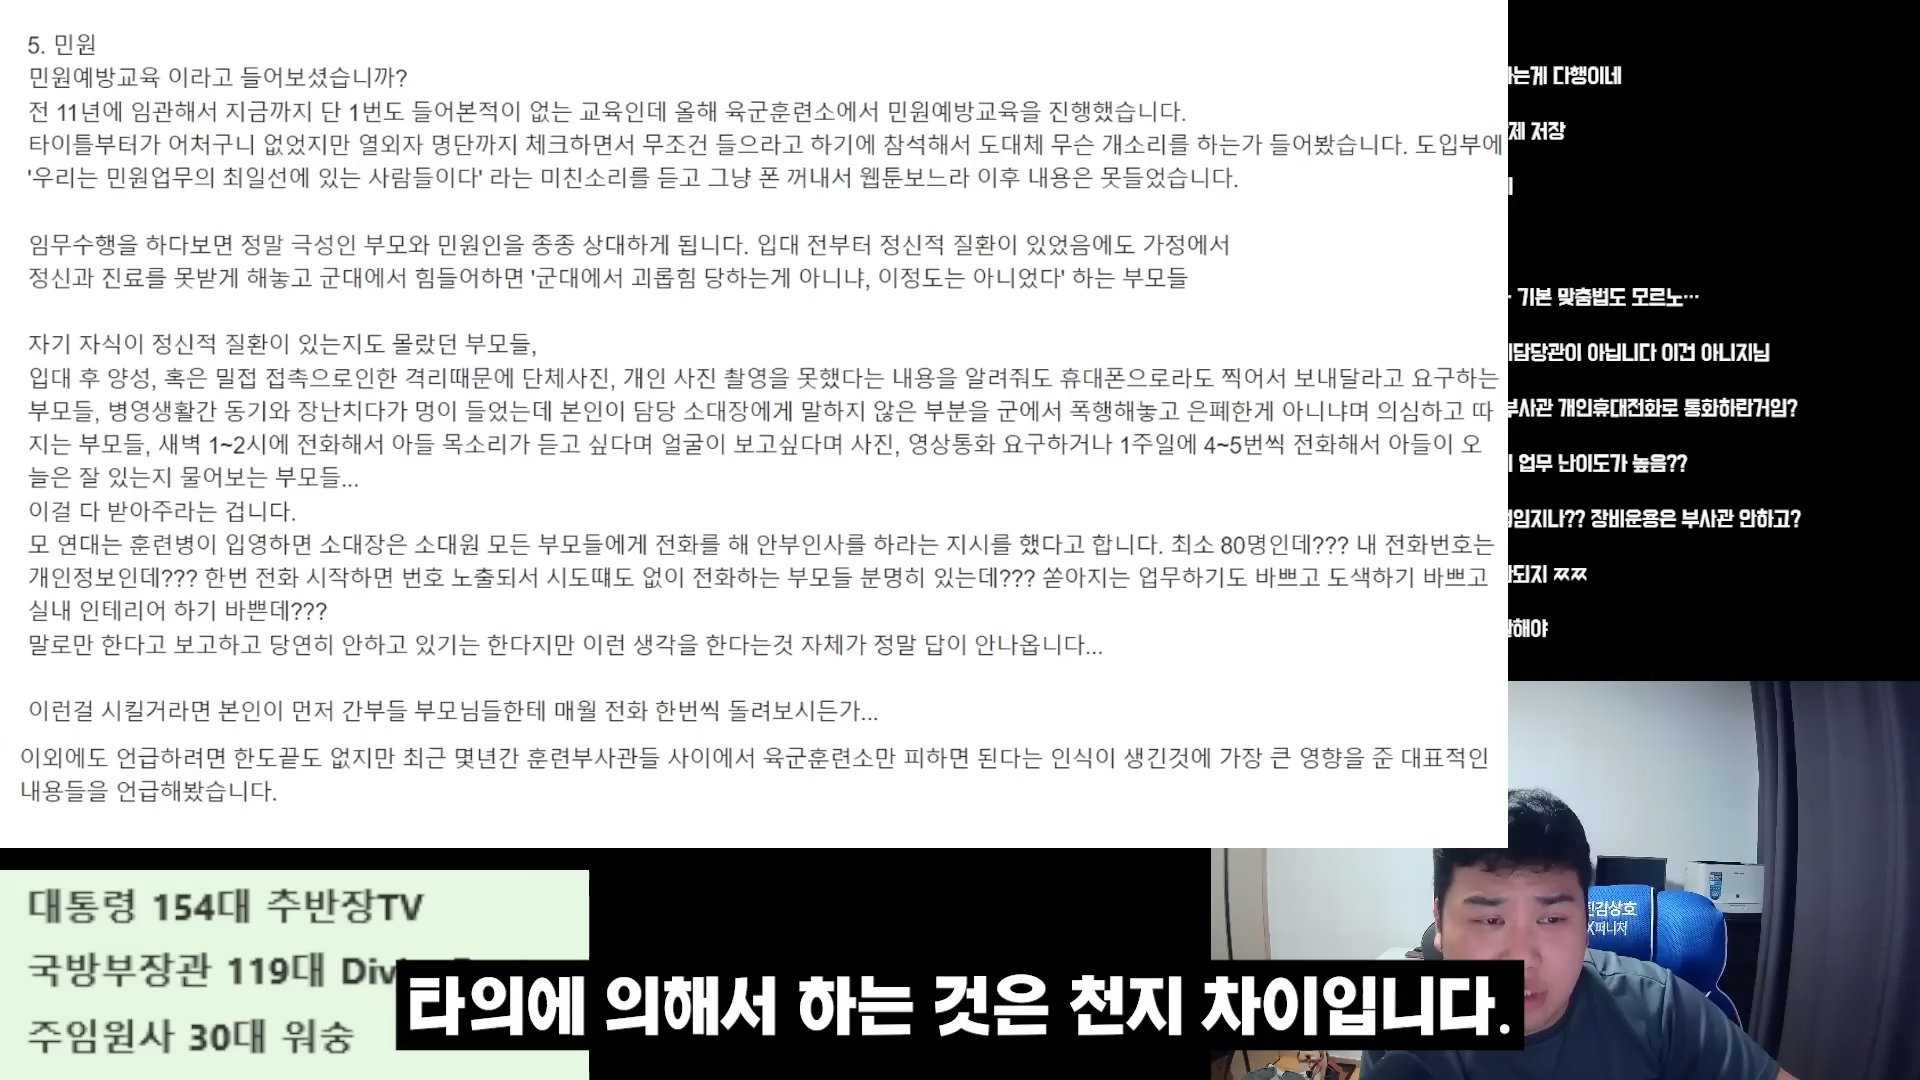 5. 민원
민원예방교육 이라고 들어보셨습니까?
전 11년에 임관해서 지금까지 단 1번도 들어본적이 없는 교육인데 올해 육군훈련소에서 민원예방교육을 진행했습니다.
타이틀부터가 어처구니 없었지만 열외자 명단까지 체크하면서 무조건 들으라고 하기에 참석해서 도대체 무슨 개소리를 하는가 들어봤습니다. 도입부에
'우리는 민원업무의 최일선에 있는 사람들이다' 라는 미친소리를 듣고 그냥 폰 꺼내서 웹툰보느라 이후 내용은 못들었습니다.
임무수행을 하다보면 정말 극성인 부모와 민원인을 종종 상대하게 됩니다. 입대 전부터 정신적 질환이 있었음에도 가정에서
정신과 진료를 못받게 해놓고 군대에서 힘들어하면 '군대에서 괴롭힘 당하는게 아니냐, 이정도는 아니었다' 하는 부모들
자기 자식이 정신적 질환이 있는지도 몰랐던 부모들,
입대 후 양성, 혹은 밀접 접촉으로인한 격리때문에 단체사진, 개인 사진 촬영을 못했다는 내용을 알려줘도 휴대폰으로라도 찍어서 보내달라고 요구하는
부모들, 병영생활간 동기와 장난치다가 멍이 들었는데 본인이 담당 소대장에게 말하지 않은 부분을 군에서 폭행해놓고 은폐한게 아니냐며 의심하고 따
지는 부모들, 새벽 1~2시에 전화해서 아들 목소리가 듣고 싶다며 얼굴이 보고싶다며 사진, 영상통화 요구하거나 1주일에 4~5번씩 전화해서 아들이 오
늘은 잘 있는지 물어보는 부모들...
이걸 다 받아주라는 겁니다.
모 연대는 훈련병이 입영하면 소대장은 소대원 모든 부모들에게 전화를 해 안부인사를 하라는 지시를 했다고 합니다. 최소 80명인데??? 내 전화번호는
개인정보인데??? 한번 전화 시작하면 번호 노출되서 시도떄도 없이 전화하는 부모들 분명히 있는데??? 쏟아지는 업무하기도 바쁘고 도색하기 바쁘고
실내 인테리어 하기 바쁜데???
말로만 한다고 보고하고 당연히 안하고 있기는 한다지만 이런 생각을 한다는것 자체가 정말 답이 안나옵니다...
이런걸 시킬거라면 본인이 먼저 간부들 부모님들한테 매월 전화 한번씩 돌려보시든가...
이외에도 언급하려면 한도끝도 없지만 최근 몇년간 훈련부사관들 사이에서 육군훈련소만 피하면 된다는 인식이 생긴것에 가장 큰 영향을 준 대표적인
내용들을 언급해봤습니다.
하는게 다행이네
제 저장
기본 맞춤법도 모르노…
담당관이 아닙니다 이건 아니지님
부사관 개인휴대전화로 통화하란거임?
업무 난이도가 높음??
임지나?? 장비운용은 부사관 안하고?
되지 ㅉㅉ
해야
대통령 154대 추반장TV
국방부장관 119대
주임원사 30대 워숭
타의에 의해서 하는 것은 천지 차이입니다.
김상호
퍼니처